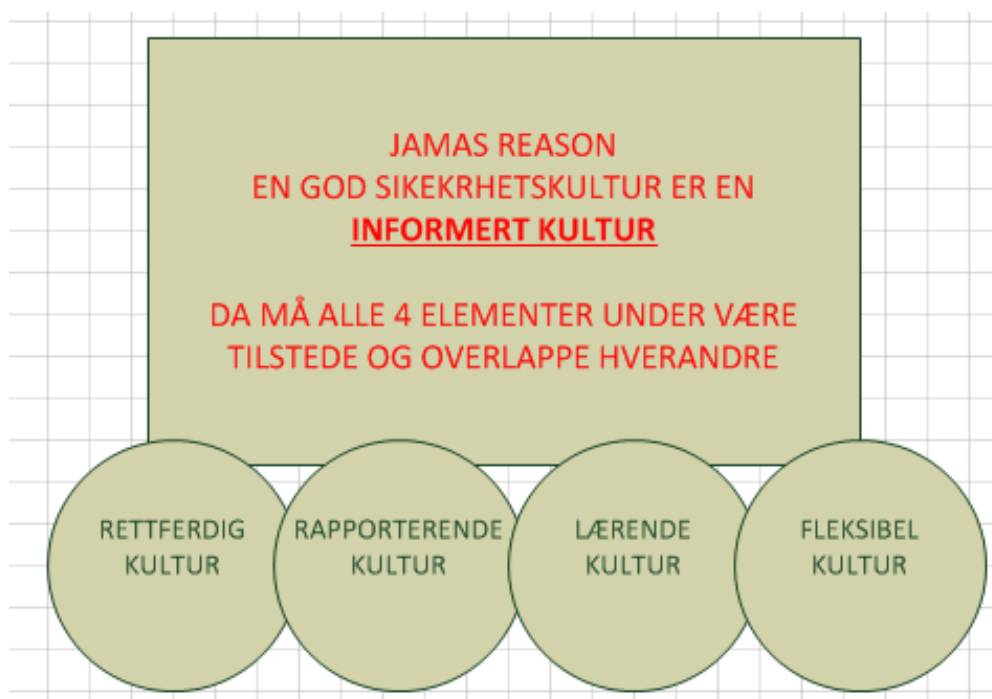 JAMAS REASON
EN GOD SIKEKRHETSKULTUR ER EN
INFORMERT KULTUR
DA MÅ ALLE 4 ELEMENTER UNDER VÆRE
TILSTEDE OG OVERLAPPE HVERANDRE
RETTFERDIG
KULTUR
RAPPORTERENDE
KULTUR
LÆRENDE
KULTUR
FLEKSIBEL
KULTUR